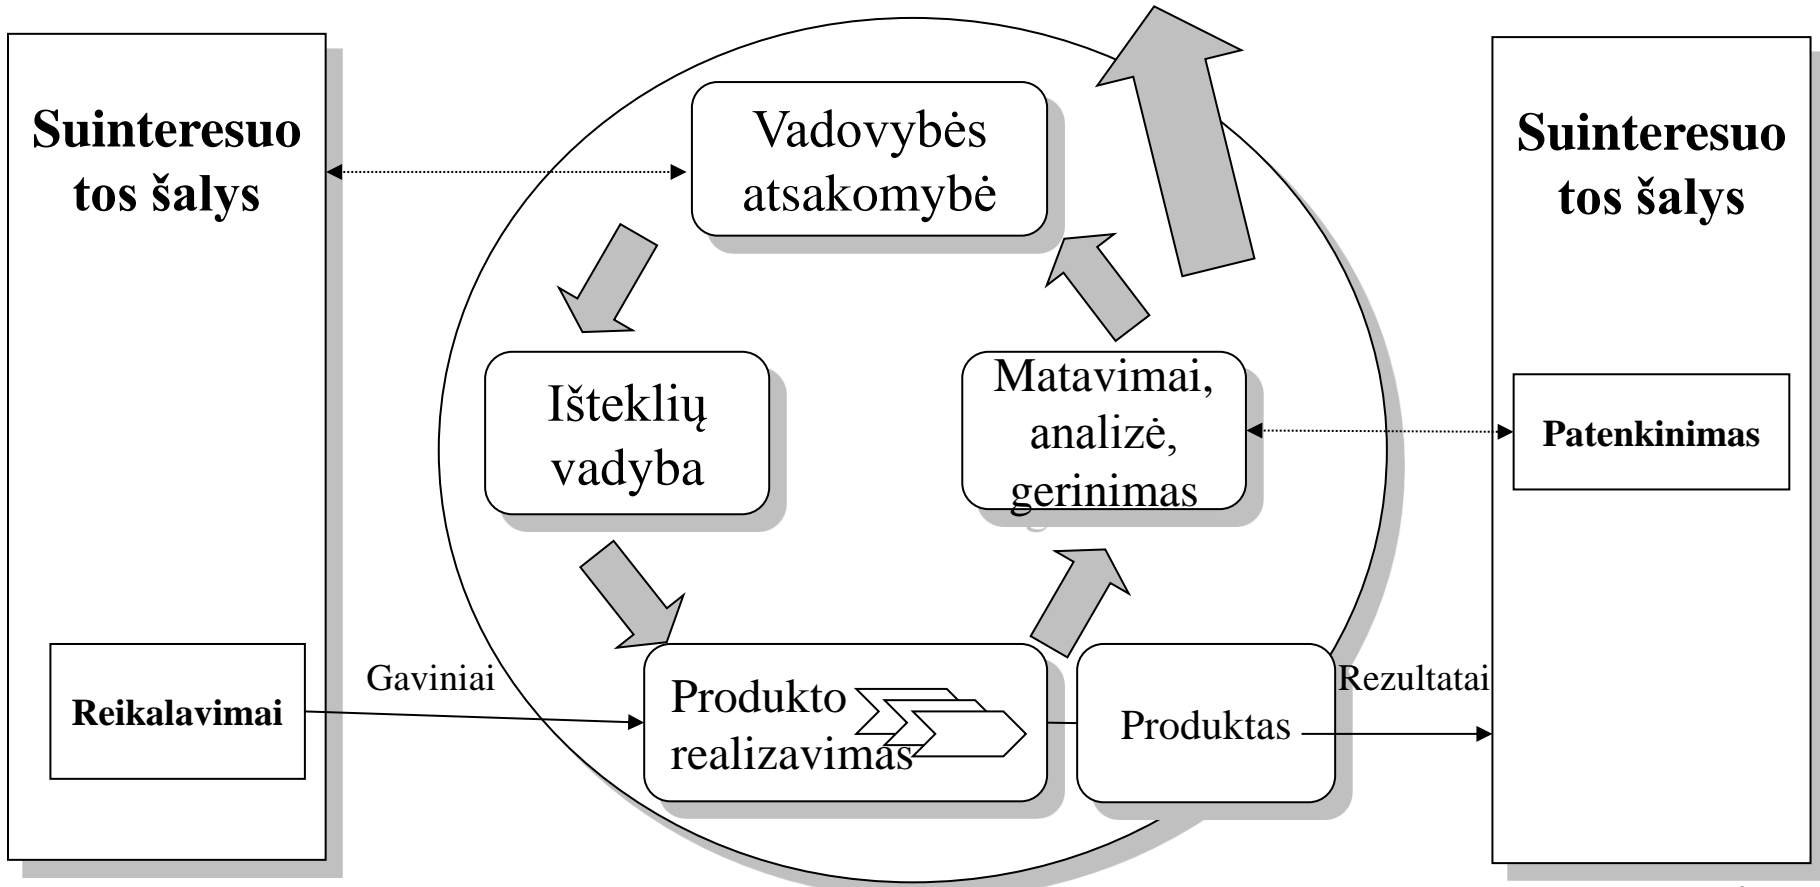 Suinteresuo
tos šalys
Reikalavimai
Gaviniai
Vadovybės
atsakomybė
Išteklių
vadyba
Matavimai,
analizė,
gerinimas
Produkto
realizavimas
Produktas
Rezultatai
Suinteresuo
tos šalys
Patenkinimas